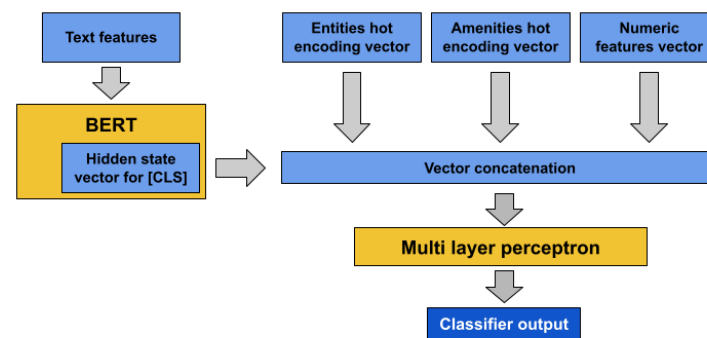 Text features
Entities hot
encoding vector
Amenities hot
encoding vector
Numeric
features vector
BERT
Hidden state
vector for [CLS]
Vector concatenation
Multi layer perceptron
Classifier output